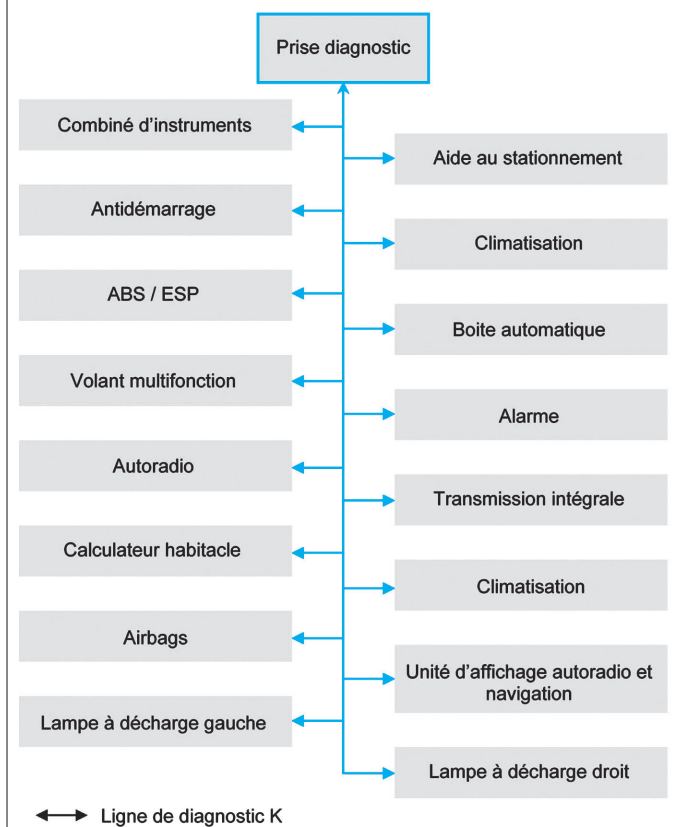 Prise diagnostic
Combiné d'instruments
Aide au stationnement
Antidémarrage
Climatisation
ABS / ESP
Boite automatique
Volant multifonction
Alarme
Autoradio
Transmission intégrale
Calculateur habitacle
Climatisation
Airbags
Unité d'affichage autoradio et
navigation
Lampe à décharge gauche
Lampe à décharge droit
Ligne de diagnostic K